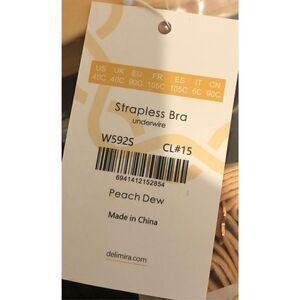 US UK EU FR ES IT CN
40C 40C 90C 105C 105C 6C 90C
Strapless Bra
underwire
W592S CL#15
6941412152854
Peach Dew
Made in China
delimira.com